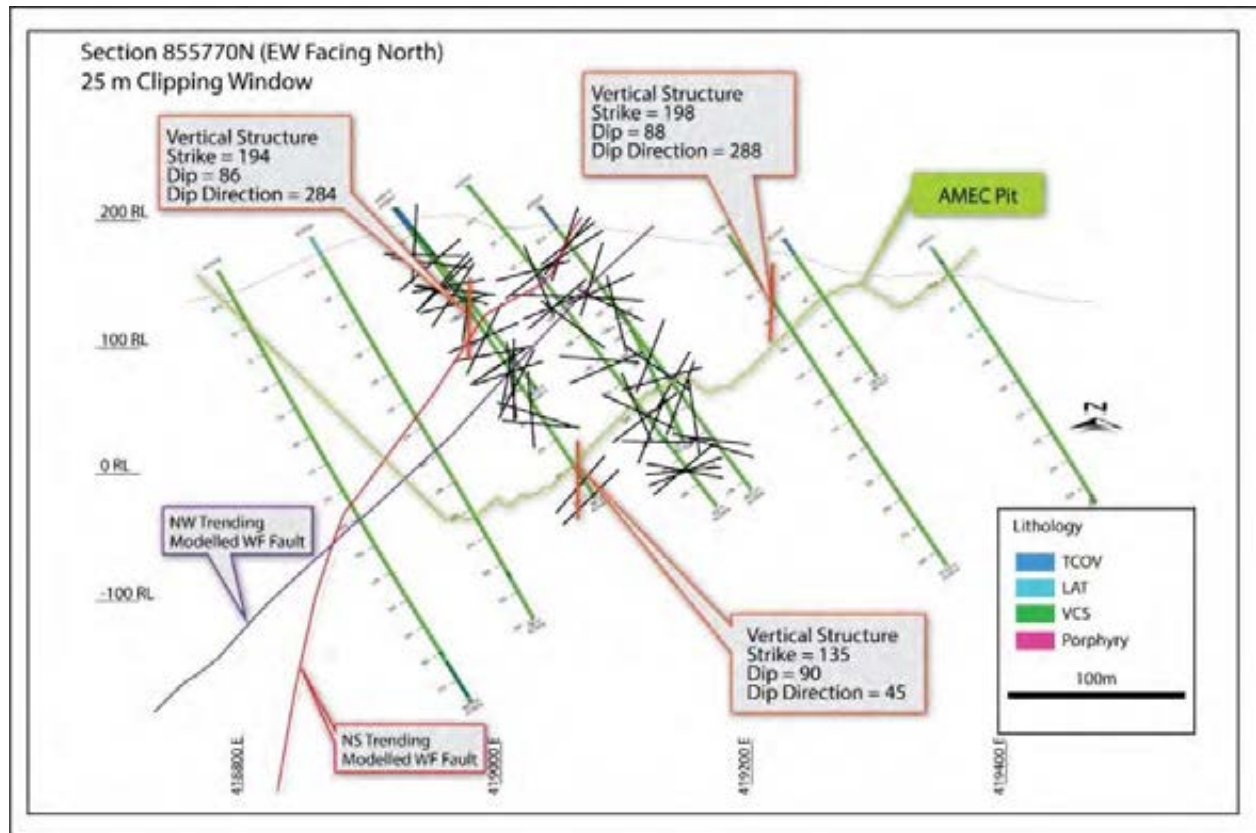 Section 855770N (EW Facing North)
25 m Clipping Window
Vertical Structure
Strike = 194
Dip = 86
Dip Direction = 284
Vertical Structure
Strike = 198
Dip = 88
Dip Direction = 288
AMEC Pit
200 RL
100 RL
0 RL
-100 RL
Z
NW Trending
Modelled WF Fault
NS Trending
Modelled WF Fault
Vertical Structure
Strike = 135
Dip = 90
Dip Direction = 45
Lithology
TCOV
LAT
VCS
Porphyry
100m
418800 E
419000 E
419200 E
419400 E